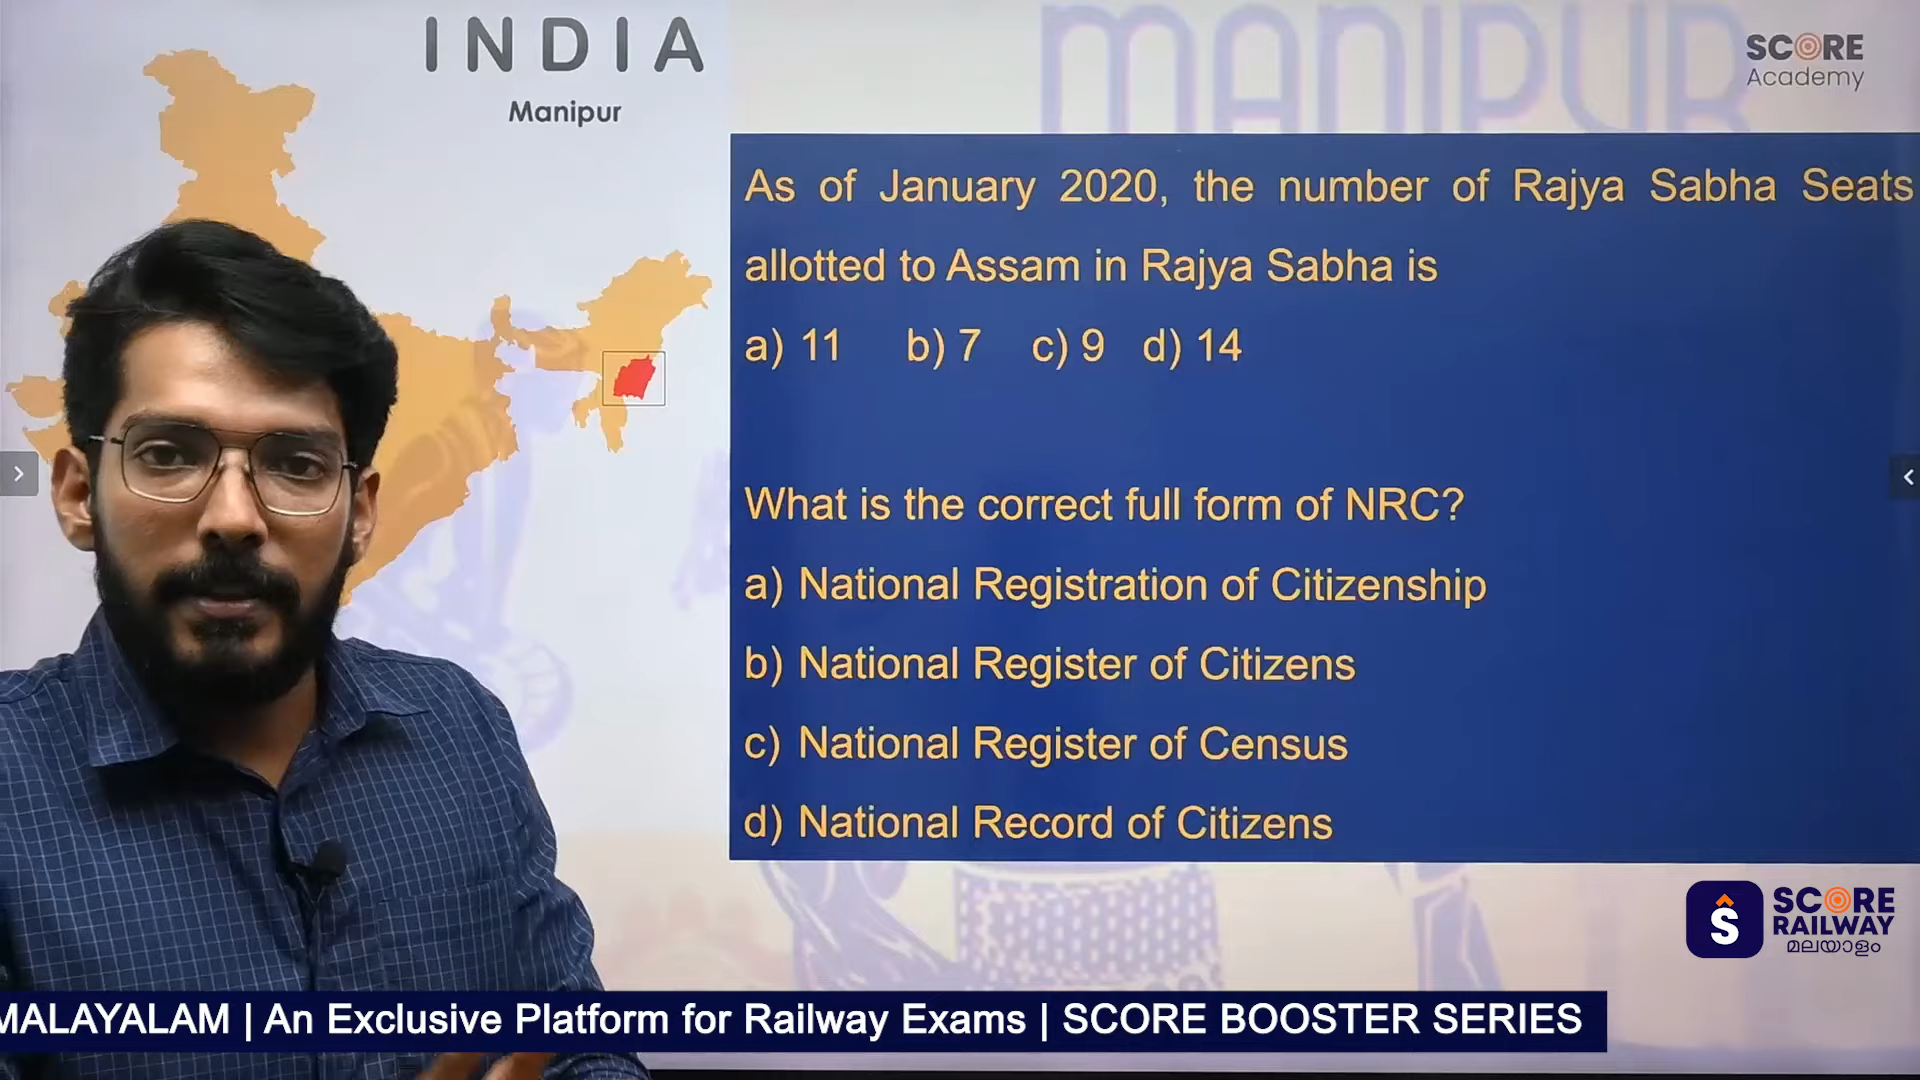 INDIA
Manipur
MANIPUR
SCORE
Academy
As of January 2020, the number of Rajya Sabha Seats
allotted to Assam in Rajya Sabha is
a) 11 b) 7 c) 9 d) 14
What is the correct full form of NRC?
a) National Registration of Citizenship
b) National Register of Citizens
c) National Register of Census
d) National Record of Citizens
SCORE
RAILWAY
മലയാളം
MALAYALAM | An Exclusive Platform for Railway Exams | SCORE BOOSTER SERIES